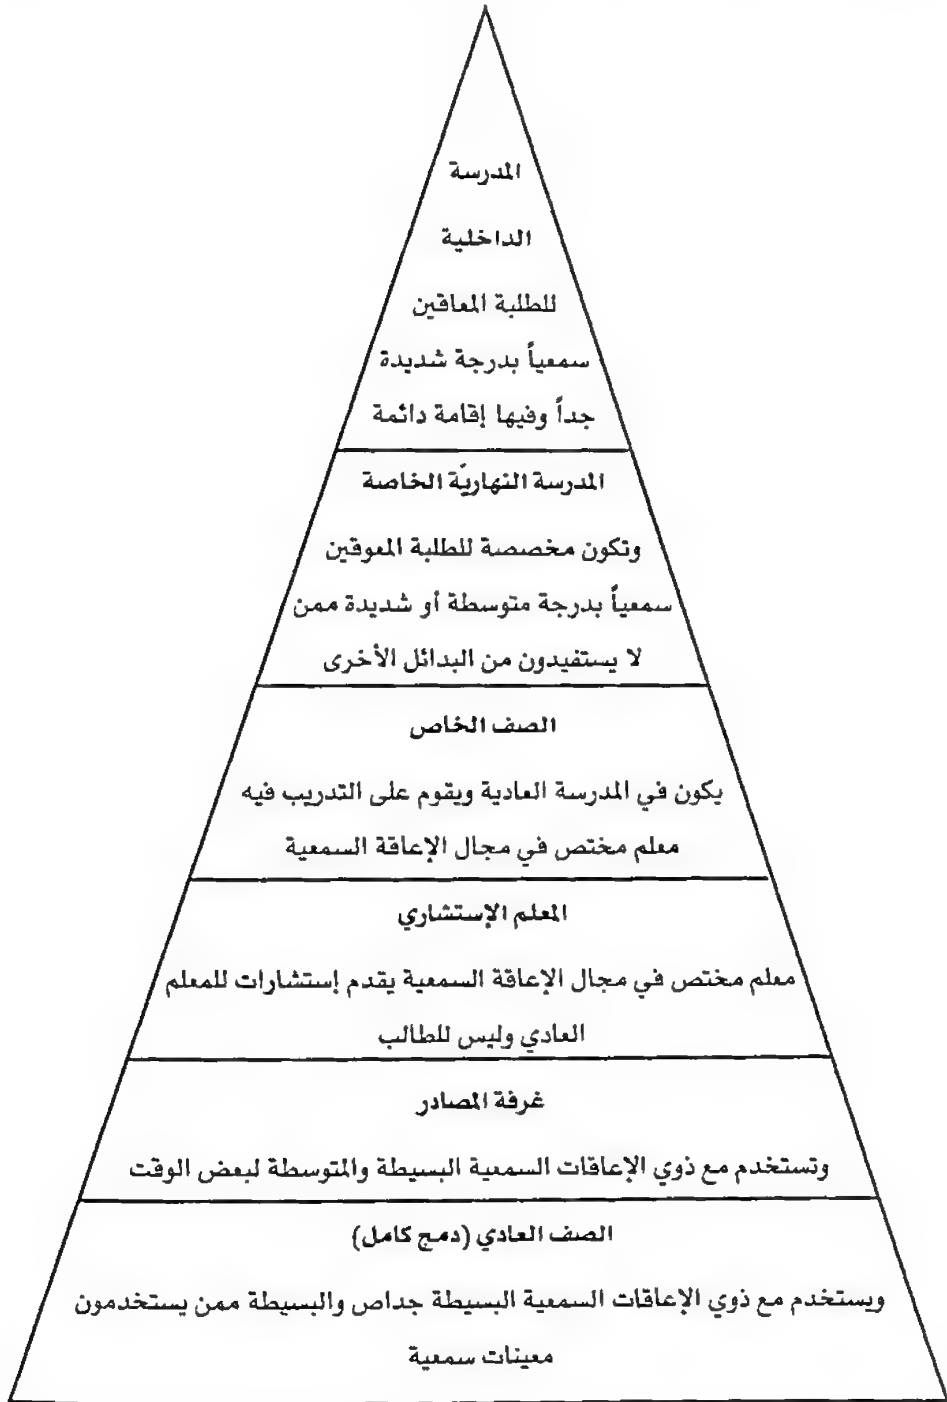 المدرسة
الداخلية
للطلبة المعاقين
سمعياً بدرجة شديدة
جداً وفيها إقامة دائمة
المدرسة النهاريّة الخاصة
وتكون مخصصة للطلبة المعوقين
سمعياً بدرجة متوسطة أو شديدة ممن
لا يستفيدون من البدائل الأخرى
الصف الخاص
يكون في المدرسة العادية ويقوم على التدريب فيه
معلم مختص في مجال الإعاقة السمعية
المعلم الإستشاري
معلم مختص في مجال الإعاقة السمعية يقدم إستشارات للمعلم
العادي وليس للطالب
غرفة المصادر
وتستخدم مع ذوي الإعاقات السمعية البسيطة والمتوسطة لبعض الوقت
الصف العادي (دمج كامل)
ويستخدم مع ذوي الإعاقات السمعية البسيطة جداص والبسيطة ممن يستخدمون
معينات سمعية